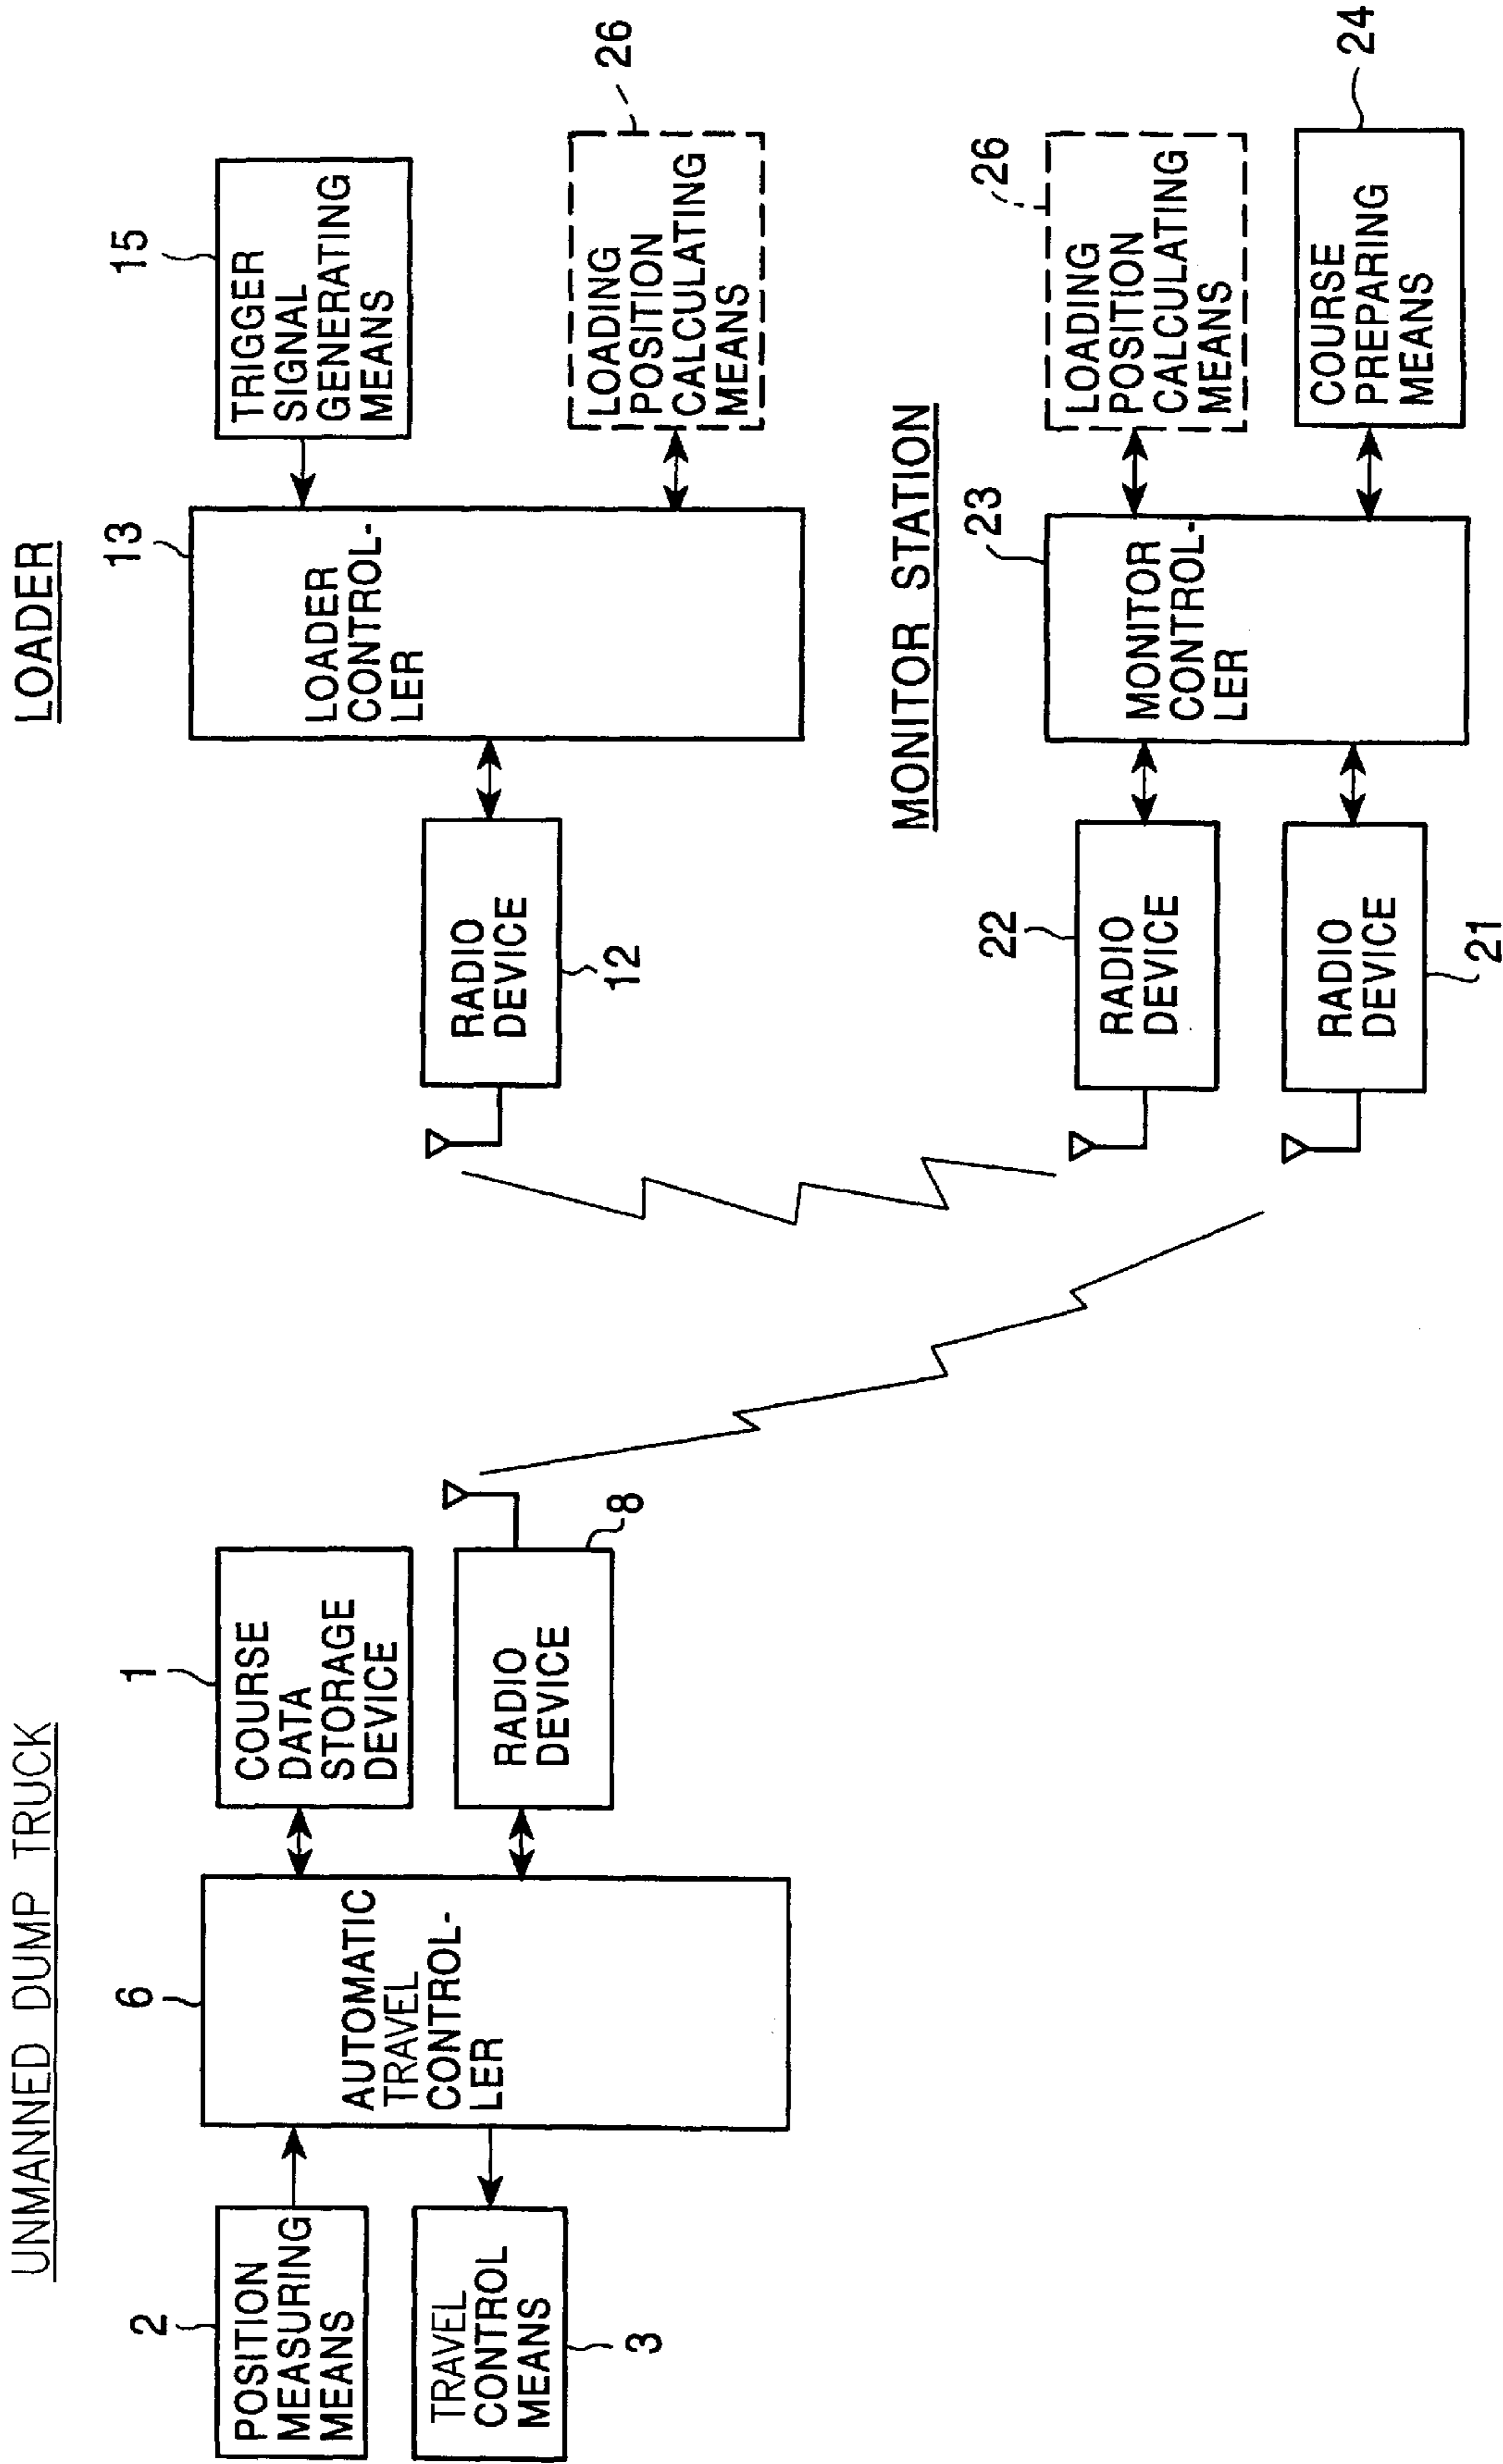 UNMANNED DUMP TRUCK
2
POSITION
MEASURING
MEANS
TRAVEL
CONTROL
MEANS
3
6
AUTOMATIC
TRAVEL
CONTROL-
LER
1
COURSE
DATA
STORAGE
DEVICE
RADIO
DEVICE
8
LOADER
RADIO
DEVICE
12
13
LOADER
CONTROL-
LER
15
TRIGGER
SIGNAL
GENERATING
MEANS
LOADING
POSITION
CALCULATING
MEANS
26
MONITOR STATION
22
RADIO
DEVICE
RADIO
DEVICE
21
23
MONITOR
CONTROL-
LER
26
LOADING
POSITION
CALCULATING
MEANS
COURSE
PREPARING
MEANS
24